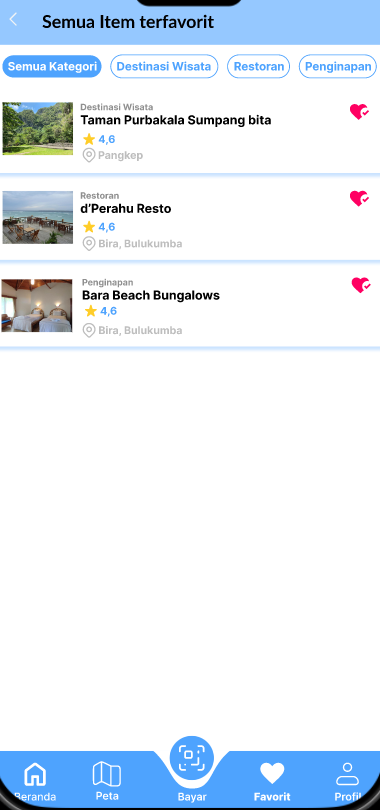 Semua Item terfavorit
Semua Kategori
Destinasi Wisata
Restoran
Penginapan
Destinasi Wisata
Taman Purbakala Sumpang bita
4,6
Pangkep
Restoran
d'Perahu Resto
4,6
Bira, Bulukumba
Penginapan
Bara Beach Bungalows
4,6
Bira, Bulukumba
Beranda
Peta
Bayar
Favorit
Profil